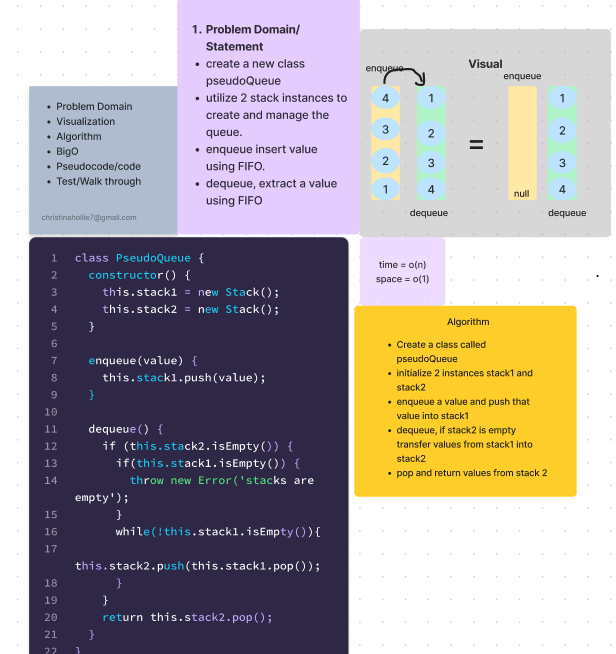 1. Problem Domain/
Statement
• create a new class
pseudoQueue
• utilize 2 stack instances to
create and manage the
queue.
• enqueue insert value
using FIFO.
• dequeue, extract a value
using FIFO
• Problem Domain
• Visualization
• Algorithm
• BigO
• Pseudocode/code
• Test/Walk through
christinahollie7@gmail.com
Visual
enqueue
enqueue
4 1 1
3 2 = 2
2 3 3
1 4 null 4
dequeue dequeue
1 class PseudoQueue {
2 constructor() {
3 this.stack1 = new Stack();
4 this.stack2 = new Stack();
5 }
6
7 enqueue(value) {
8 this.stack1.push(value);
9 }
10
11 dequeue() {
12 if (this.stack2.isEmpty()) {
13 if(this.stack1.isEmpty()) {
14 throw new Error('stacks are
empty');
15 }
16 while(!this.stack1.isEmpty()){
17
this.stack2.push(this.stack1.pop());
18 }
19 }
20 return this.stack2.pop();
21 }
22 }
time = o(n)
space = o(1)
Algorithm
• Create a class called
pseudoQueue
• initialize 2 instances stack1 and
stack2
• enqueue a value and push that
value into stack1
• dequeue, if stack2 is empty
transfer values from stack1 into
stack2
• pop and return values from stack 2